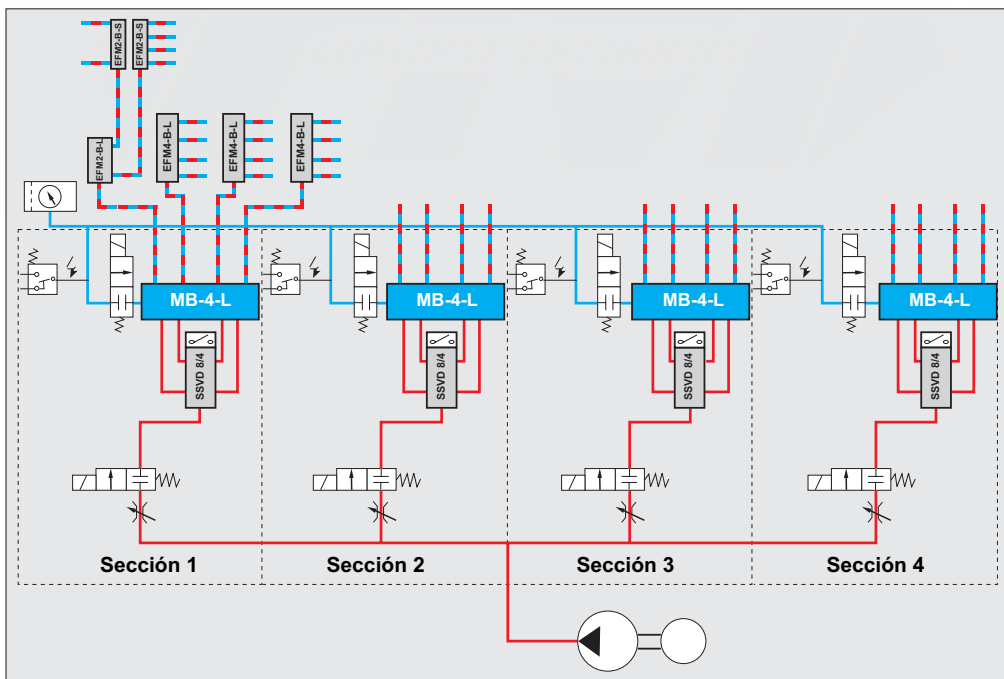 EFM2-B-S
EFM2-B-S
EFM2-B-L
EFM4-B-L
EFM4-B-L
EFM4-B-L
MB-4-L
MB-4-L
MB-4-L
MB-4-L
SSVD 8/4
SSVD 8/4
SSVD 8/4
SSVD 8/4
Sección 1
Sección 2
Sección 3
Sección 4